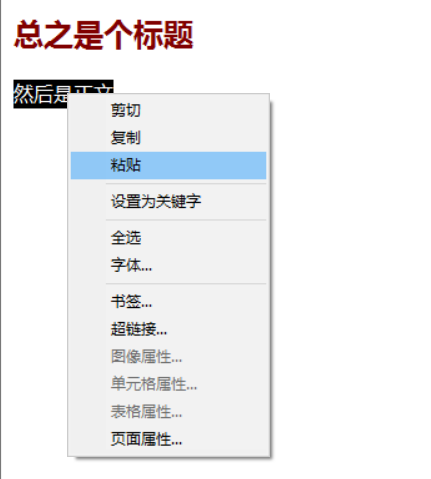 总之是个标题
然后是正文
剪切
复制
粘贴
设置为关键字
全选
字体...
书签...
超链接...
图像属性...
单元格属性...
表格属性...
页面属性...